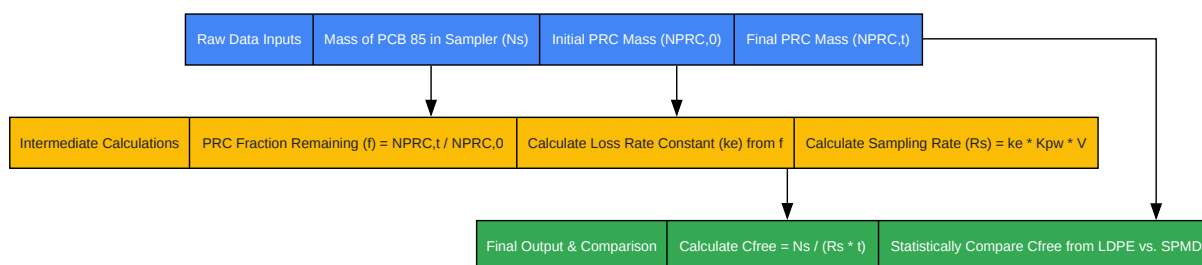 Raw Data Inputs
Mass of PCB 85 in Sampler (Ns)
Initial PRC Mass (NPRC,0)
Final PRC Mass (NPRC,t)
Intermediate Calculations
PRC Fraction Remaining (f) = NPRC,t / NPRC,0
Calculate Loss Rate Constant (ke) from f
Calculate Sampling Rate (Rs) = ke * Kpw * V
Final Output & Comparison
Calculate Cfree = Ns / (Rs * t)
Statistically Compare Cfree from LDPE vs. SPMD